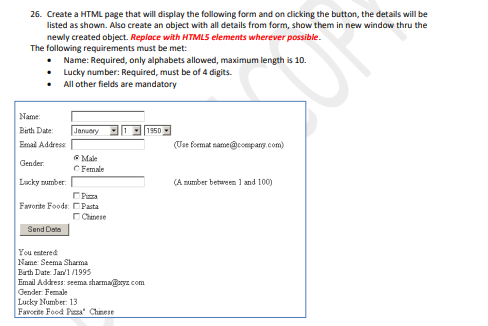 26. Create a HTML page that will display the following form and on clicking the button, the details will be
listed as shown. Also create an object with all details from form, show them in new window thru the
newly created object. Replace with HTML5 elements wherever possible.
The following requirements must be met:
• Name: Required, only alphabets allowed, maximum length is 10.
• Lucky number: Required, must be of 4 digits.
• All other fields are mandatory
Name:
Birth Date: January 1 1950
Email Address: (Use format name@company.com)
Gender: Male
Female
Lucky number: (A number between 1 and 100)
Pizza
Favorite Foods: Pasta
Chinese
Send Data
You entered
Name: Seema Sharma
Birth Date: Jan/1 /1995
Email Address: seema.sharma@xyz.com
Gender: Female
Lucky Number: 13
Favorite Food: Pizza* Chinese